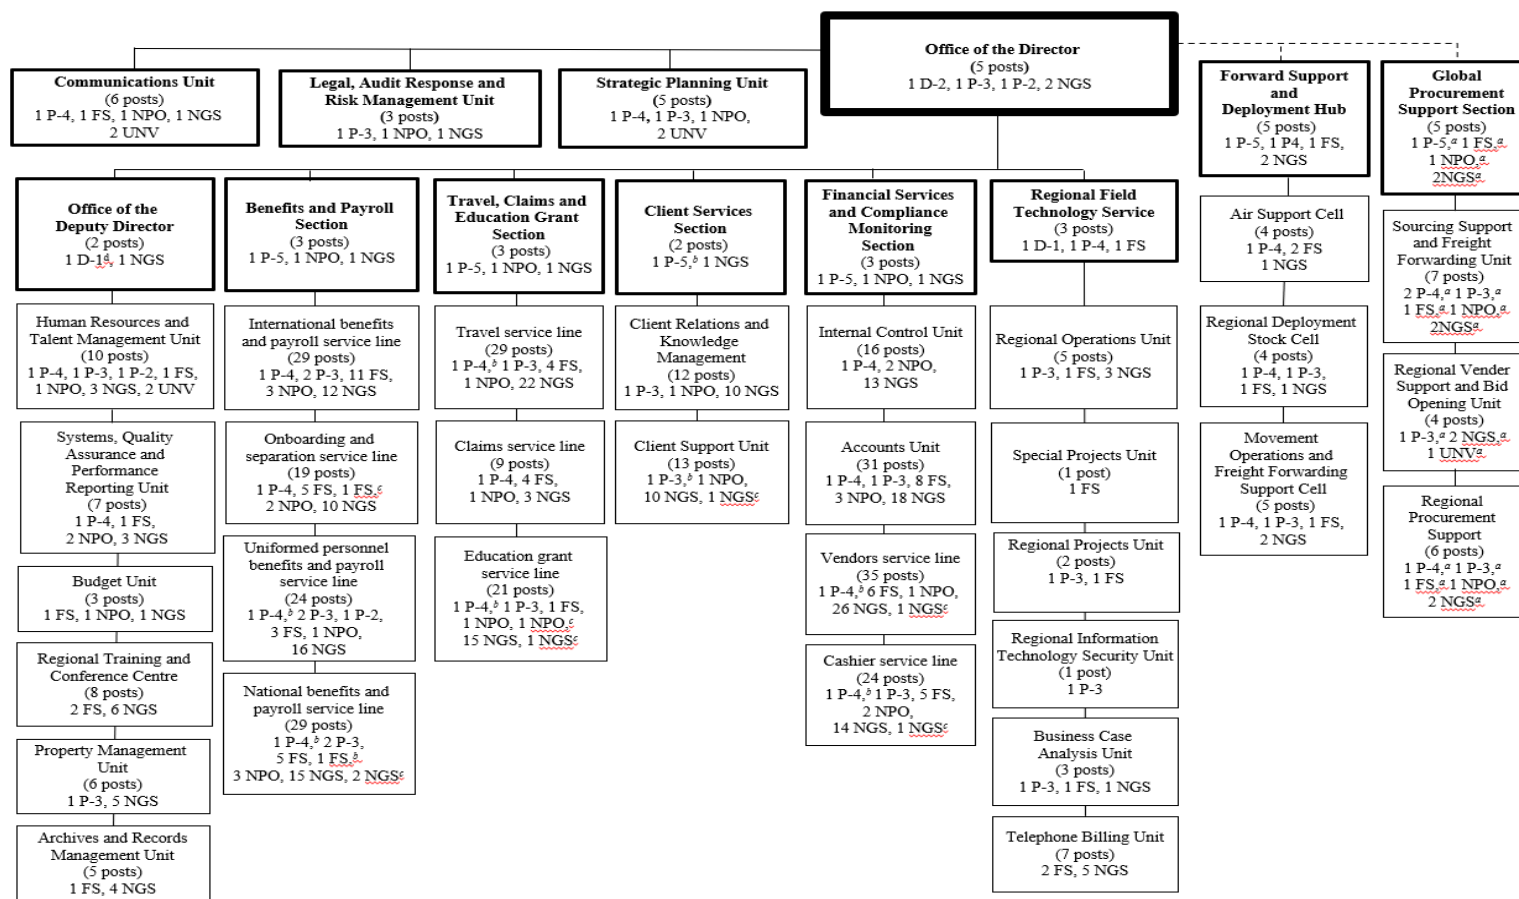 Office of the Director
(5 posts)
1 D-2, 1 P-3, 1 P-2, 2 NGS
Communications Unit
(6 posts)
1 P-4, 1 FS, 1 NPO, 1 NGS
2 UNV
Legal, Audit Response and
Risk Management Unit
(3 posts)
1 P-3, 1 NPO, 1 NGS
Strategic Planning Unit
(5 posts)
1 P-4, 1 P-3, 1 NPO,
2 UNV
Forward Support
and
Deployment Hub
(5 posts)
1 P-5, 1 P4, 1 FS,
2 NGS
Global
Procurement
Support Section
(5 posts)
1 P-5,ᵃ 1 FS,ᵃ
1 NPO,ᵃ
2NGSᵃ
Office of the
Deputy Director
(2 posts)
1 D-1ᵈ, 1 NGS
Human Resources and
Talent Management Unit
(10 posts)
1 P-4, 1 P-3, 1 P-2, 1 FS,
1 NPO, 3 NGS, 2 UNV
Systems, Quality
Assurance and
Performance
Reporting Unit
(7 posts)
1 P-4, 1 FS,
2 NPO, 3 NGS
Budget Unit
(3 posts)
1 FS, 1 NPO, 1 NGS
Regional Training and
Conference Centre
(8 posts)
2 FS, 6 NGS
Property Management
Unit
(6 posts)
1 P-3, 5 NGS
Archives and Records
Management Unit
(5 posts)
1 FS, 4 NGS
Benefits and Payroll
Section
(3 posts)
1 P-5, 1 NPO, 1 NGS
International benefits
and payroll service line
(29 posts)
1 P-4, 2 P-3, 11 FS,
3 NPO, 12 NGS
Onboarding and
separation service line
(19 posts)
1 P-4, 5 FS, 1 FS,ᶜ
2 NPO, 10 NGS
Uniformed personnel
benefits and payroll
service line
(24 posts)
1 P-4,ᵇ 2 P-3, 1 P-2,
3 FS, 1 NPO,
16 NGS
National benefits and
payroll service line
(29 posts)
1 P-4,ᵇ 2 P-3,
5 FS, 1 FS,ᵇ
3 NPO, 15 NGS, 2 NGSᶜ
Travel, Claims and
Education Grant
Section
(3 posts)
1 P-5, 1 NPO, 1 NGS
Travel service line
(29 posts)
1 P-4,ᵇ 1 P-3, 4 FS,
1 NPO, 22 NGS
Claims service line
(9 posts)
1 P-4, 4 FS,
1 NPO, 3 NGS
Education grant
service line
(21 posts)
1 P-4,ᵇ 1 P-3, 1 FS,
1 NPO, 1 NPO,ᶜ
15 NGS, 1 NGSᶜ
Client Services
Section
(2 posts)
1 P-5,ᵇ 1 NGS
Client Relations and
Knowledge
Management
(12 posts)
1 P-3, 1 NPO, 10 NGS
Client Support Unit
(13 posts)
1 P-3,ᵇ 1 NPO,
10 NGS, 1 NGSᶜ
Financial Services
and Compliance
Monitoring
Section
(3 posts)
1 P-5, 1 NPO, 1 NGS
Internal Control Unit
(16 posts)
1 P-4, 2 NPO,
13 NGS
Accounts Unit
(31 posts)
1 P-4, 1 P-3, 8 FS,
3 NPO, 18 NGS
Vendors service line
(35 posts)
1 P-4,ᵇ 6 FS, 1 NPO,
26 NGS, 1 NGSᶜ
Cashier service line
(24 posts)
1 P-4,ᵇ 1 P-3, 5 FS,
2 NPO,
14 NGS, 1 NGSᶜ
Regional Field
Technology Service
(3 posts)
1 D-1, 1 P-4, 1 FS
Regional Operations Unit
(5 posts)
1 P-3, 1 FS, 3 NGS
Special Projects Unit
(1 post)
1 FS
Regional Projects Unit
(2 posts)
1 P-3, 1 FS
Regional Information
Technology Security Unit
(1 post)
1 P-3
Business Case
Analysis Unit
(3 posts)
1 P-3, 1 FS, 1 NGS
Telephone Billing Unit
(7 posts)
2 FS, 5 NGS
Air Support Cell
(4 posts)
1 P-4, 2 FS
1 NGS
Regional Deployment
Stock Cell
(4 posts)
1 P-4, 1 P-3,
1 FS, 1 NGS
Movement
Operations and
Freight Forwarding
Support Cell
(5 posts)
1 P-4, 1 P-3, 1 FS,
2 NGS
Sourcing Support
and Freight
Forwarding Unit
(7 posts)
2 P-4,ᵃ 1 P-3,ᵃ
1 FS,ᵃ 1 NPO,ᵃ
2NGSᵃ
Regional Vender
Support and Bid
Opening Unit
(4 posts)
1 P-3,ᵃ 2 NGS,ᵃ
1 UNVᵃ
Regional
Procurement
Support
(6 posts)
1 P-4,ᵃ 1 P-3,ᵃ
1 FS,ᵃ 1 NPO,ᵃ
2 NGSᵃ